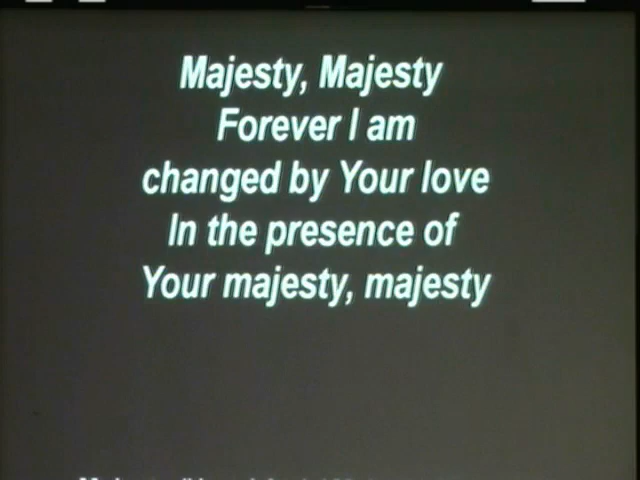 Majesty, Majesty
Forever I am
changed by Your love
In the presence of
Your majesty, majesty